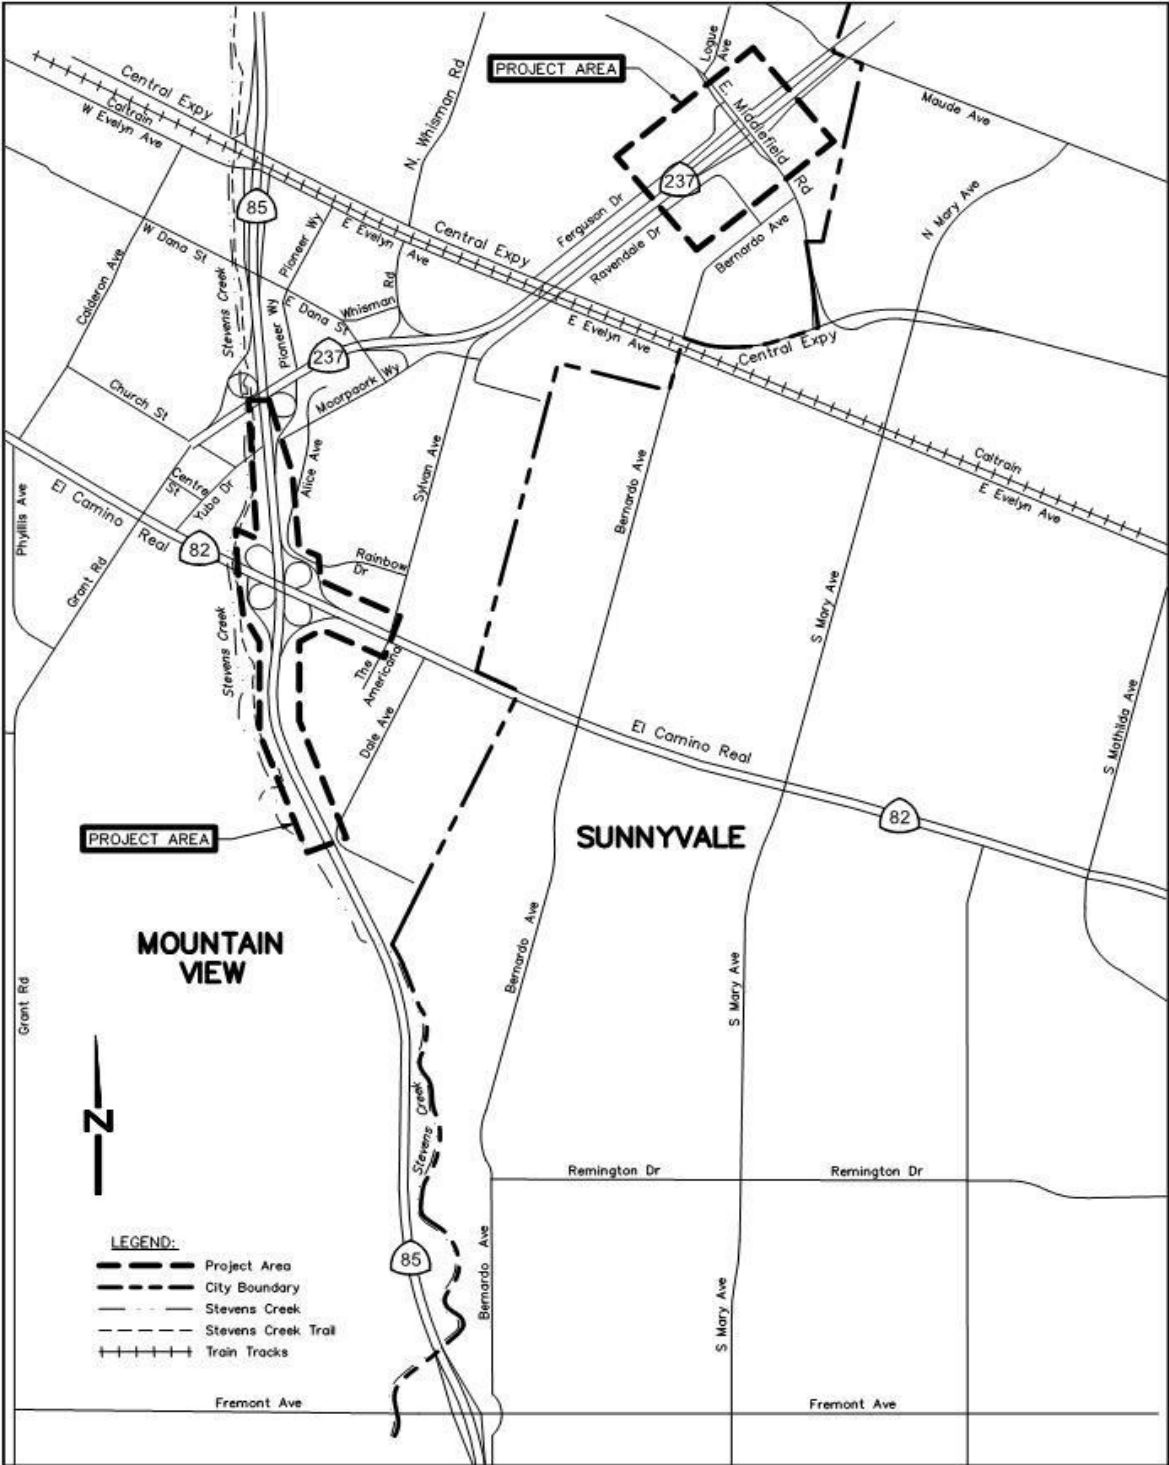 Logue
Ave
PROJECT AREA
Central Expy
Caltrain
W Evelyn Ave
N. Whisman Rd
E. Middlefield
Rd
Maude Ave
237
85
N Mary Ave
Ferguson Dr
Ravendale Dr
Bernardo Ave
Central Expy
E Evelyn
Ave
W Dana St
Pioneer Wy
Calderon Ave
Stevens Creek
Whisman
Rd
E Dana St
Pioneer Wy
237
Moorpaork Wy
E Evelyn Ave
Central Expy
Church St
Alice Ave
Sylvan Ave
Bernardo Ave
Caltrain
E Evelyn Ave
Centre
St
Yuba Dr
Phyllis Ave
El Camino
Real
82
Grant Rd
Rainbow
Dr
Stevens Creek
The
Americana
Dale Ave
S Mary Ave
S Mathilda Ave
El Camino Real
82
PROJECT AREA
SUNNYVALE
MOUNTAIN
VIEW
Grant Rd
Bernardo Ave
S Mary Ave
N
Stevens Creek
Remington Dr
Remington Dr
Bernardo Ave
S Mary Ave
85
LEGEND:
Project Area
City Boundary
Stevens Creek
Stevens Creek Trail
Train Tracks
Fremont Ave
Fremont Ave